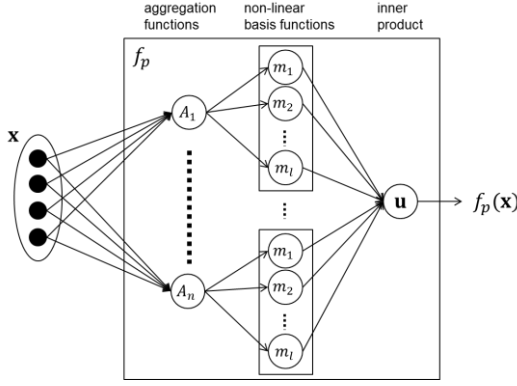 aggregation
functions
non-linear
basis functions
inner
product
f_p
x
A_1
m_1
m_2
m_l
u
f_p(x)
A_n
m_1
m_2
m_l